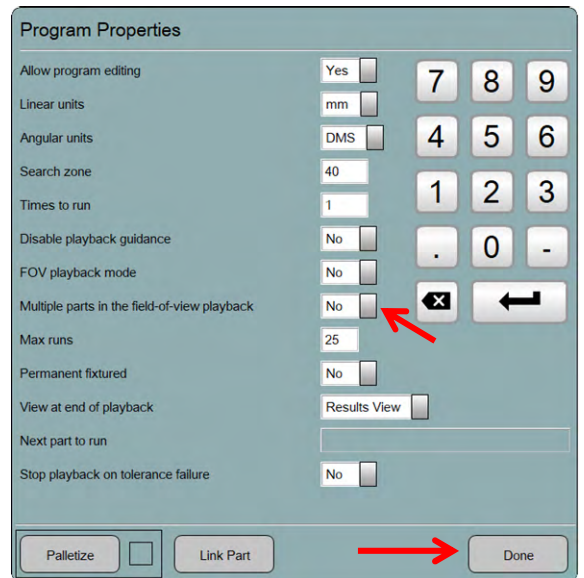 Program Properties
Allow program editing Yes
Linear units mm
Angular units DMS
Search zone 40
Times to run 1
Disable playback guidance No
FOV playback mode No
Multiple parts in the field-of-view playback No
Max runs 25
Permanent fixtured No
View at end of playback Results View
Next part to run
Stop playback on tolerance failure No
7 8 9
4 5 6
1 2 3
. 0 -
Palletize Link Part Done